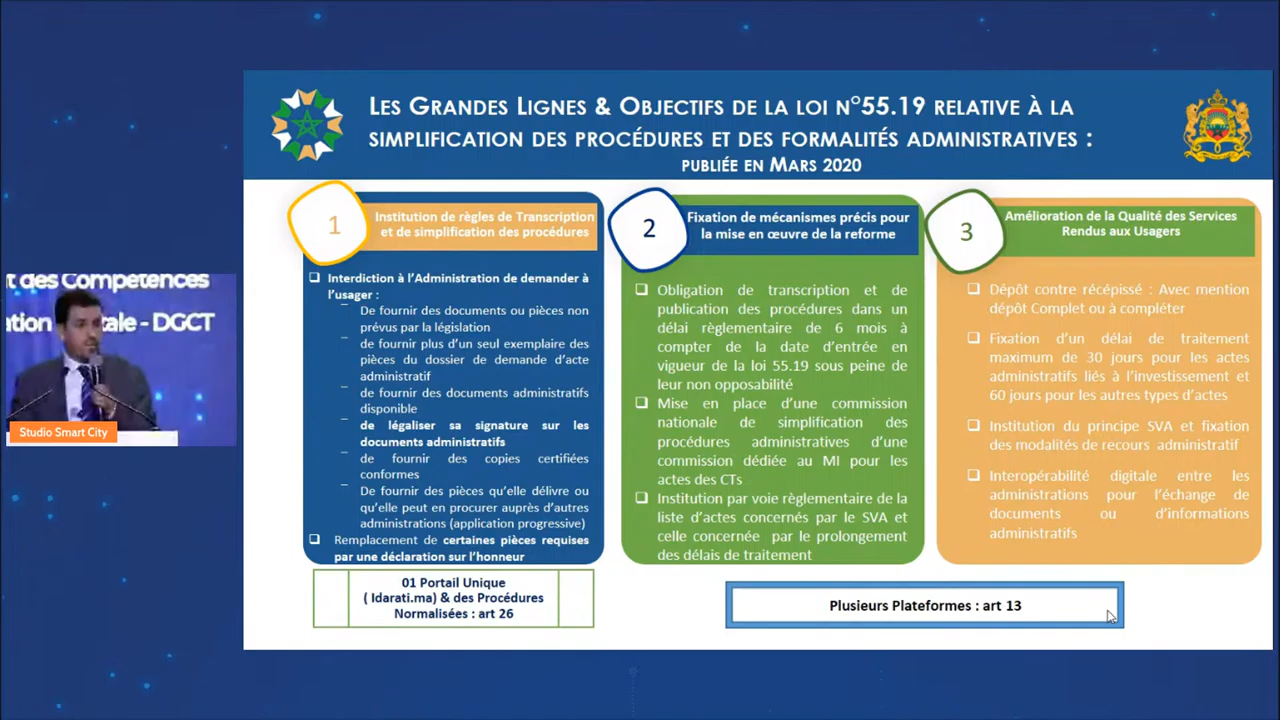 LES GRANDES LIGNES & OBJECTIFS DE LA LOI N°55.19 RELATIVE À LA
SIMPLIFICATION DES PROCÉDURES ET DES FORMALITÉS ADMINISTRATIVES :
PUBLIÉE EN MARS 2020
1
Institution de règles de Transcription
et de simplification des procédures
❑ Interdiction à l'Administration de demander à
l'usager :
– De fournir des documents ou pièces non
prévus par la législation
– de fournir plus d'un seul exemplaire des
pièces du dossier de demande d'acte
administratif
– de fournir des documents administratifs
disponible
– de légaliser sa signature sur les
documents administratifs
– de fournir des copies certifiées
conformes
– De fournir des pièces qu'elle délivre ou
qu'elle peut en procurer auprès d'autres
administrations (application progressive)
❑ Remplacement de certaines pièces requises
par une déclaration sur l'honneur
01 Portail Unique
( Idarati.ma) & des Procédures
Normalisées : art 26
2
Fixation de mécanismes précis pour
la mise en œuvre de la reforme
❑ Obligation de transcription et de
publication des procédures dans un
délai règlementaire de 6 mois à
compter de la date d'entrée en
vigueur de la loi 55.19 sous peine de
leur non opposabilité
❑ Mise en place d'une commission
nationale de simplification des
procédures administratives d'une
commission dédiée au MI pour les
actes des CTs
❑ Institution par voie règlementaire de la
liste d'actes concernés par le SVA et
celle concernée par le prolongement
des délais de traitement
3
Amélioration de la Qualité des Services
Rendus aux Usagers
❑ Dépôt contre récépissé : Avec mention
dépôt Complet ou à compléter
❑ Fixation d'un délai de traitement
maximum de 30 jours pour les actes
administratifs liés à l'investissement et
60 jours pour les autres types d'actes
❑ Institution du principe SVA et fixation
des modalités de recours administratif
❑ Interopérabilité digitale entre les
administrations pour l'échange de
documents ou d'informations
administratifs
Plusieurs Plateformes : art 13
t des Compétences
ation
tale - DGCT
Studio Smart City